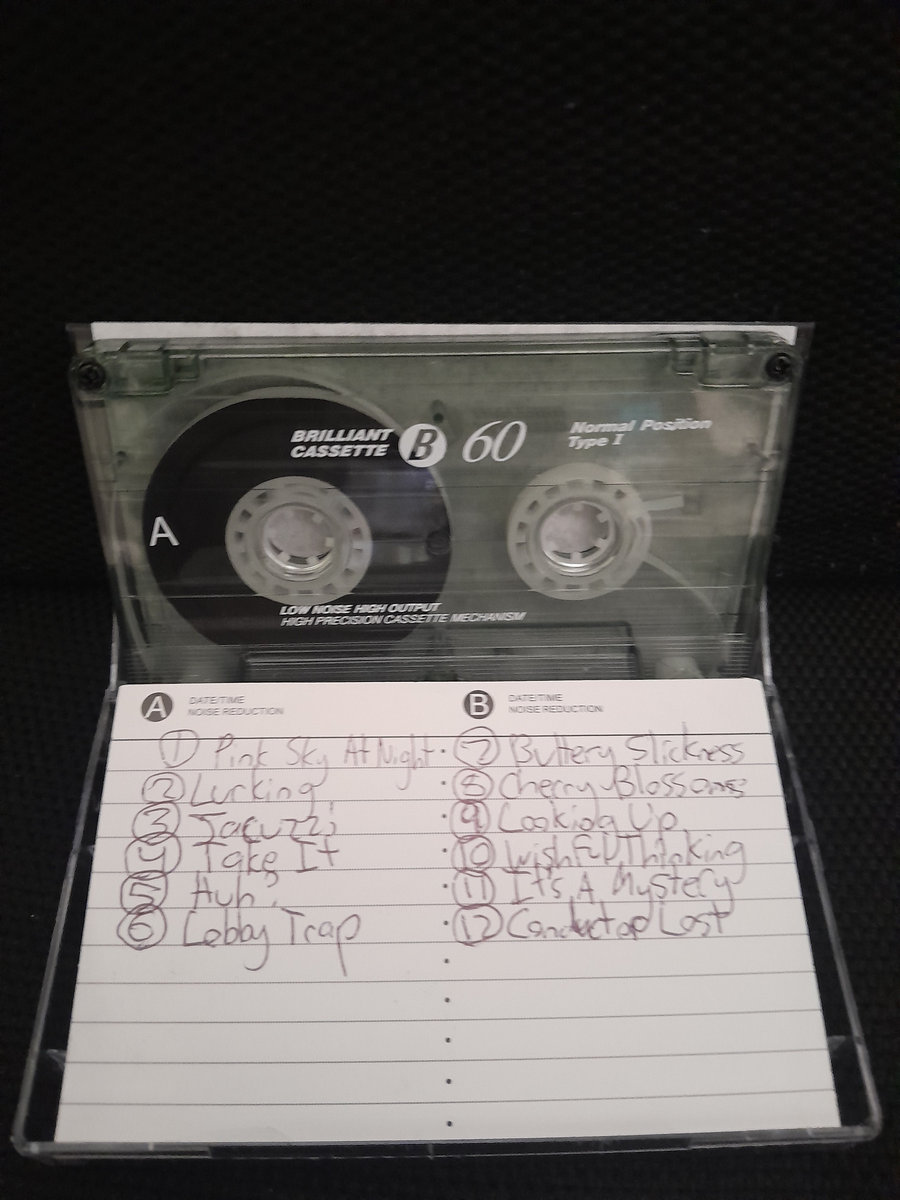 BRILLIANT
CASSETTE B 60
Normal Position
Type I
A
LOW NOISE HIGH OUTPUT
HIGH PRECISION CASSETTE MECHANISM
A DATE/TIME
NOISE REDUCTION
B DATE/TIME
NOISE REDUCTION
1 Pink Sky At Night
2 Lurking
3 Jacuzzi
4 Take It
5 Huh?
6 Lobby Trap
7 Buttery Slickness
8 Cherry Blossoms
9 Looking Up
10 Wishful Thinking
11 It's A Mystery
12 Conductor Lost